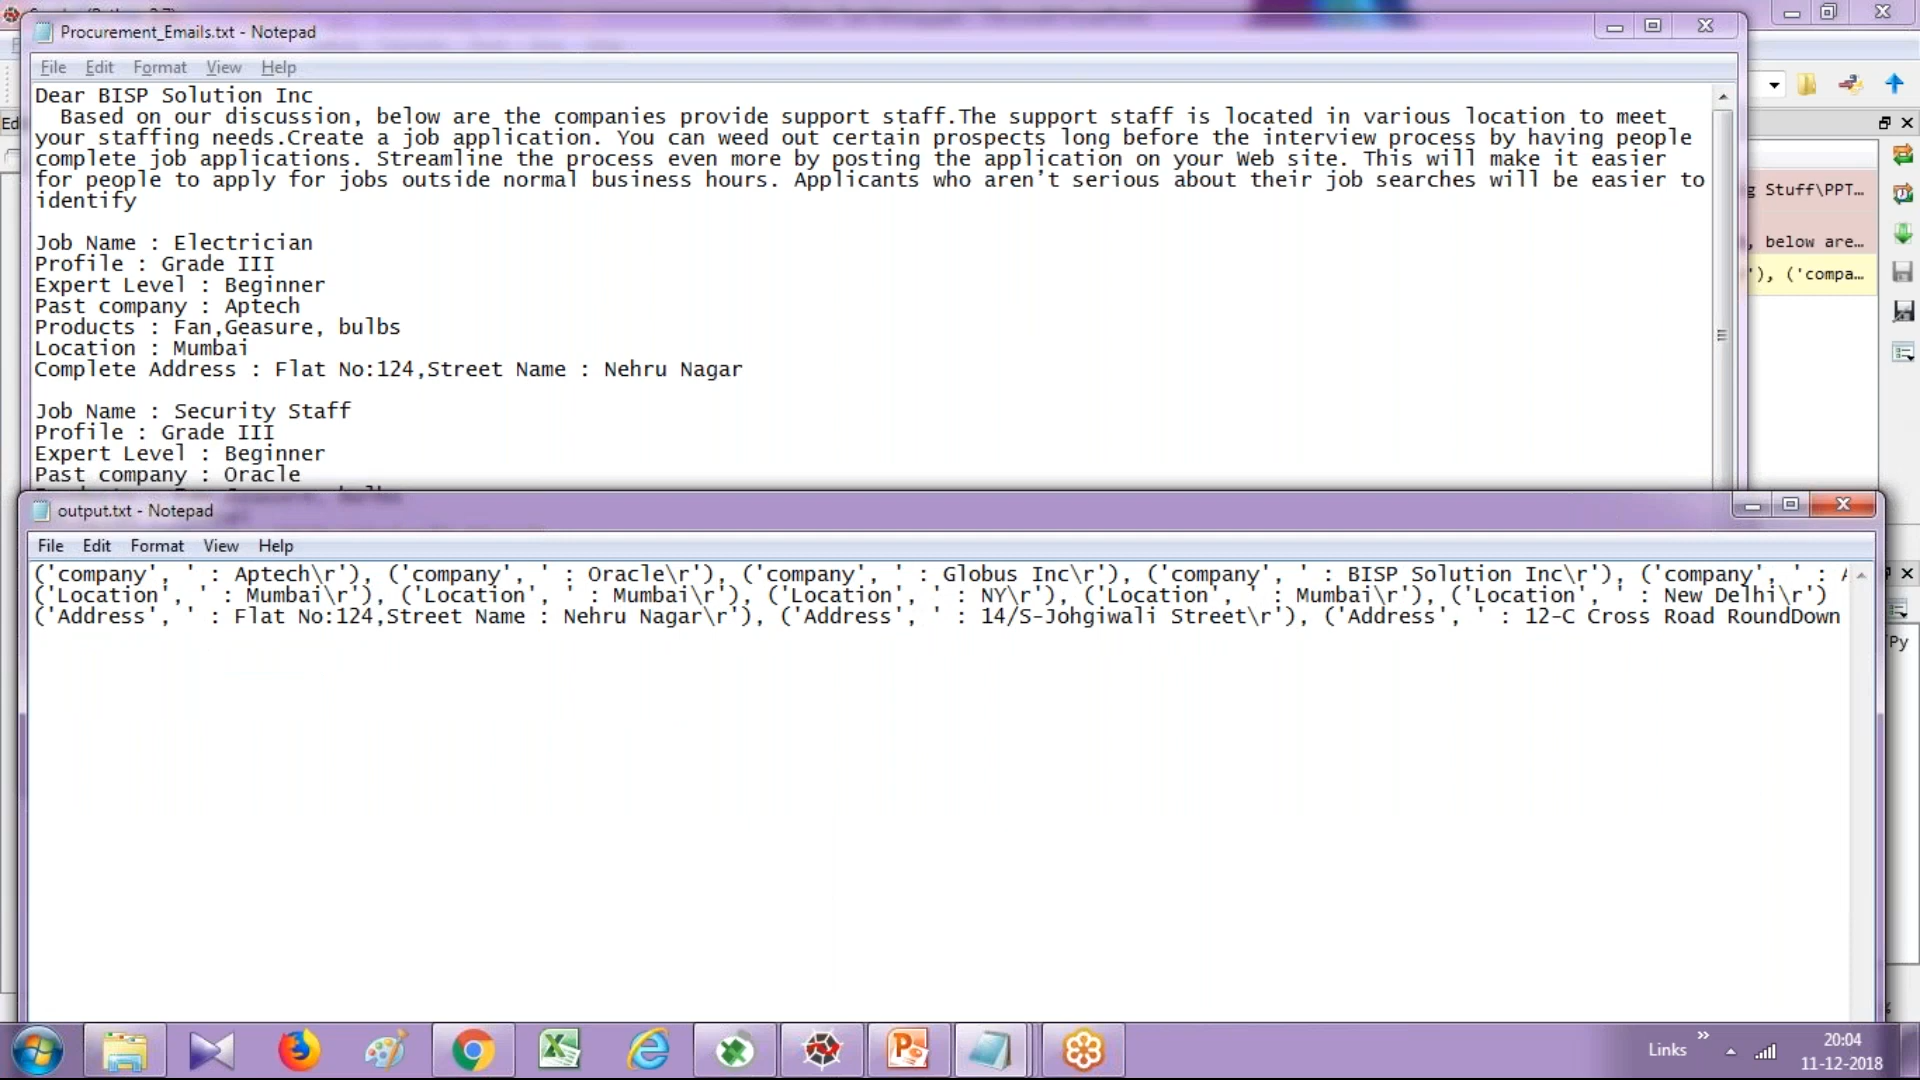 Procurement_Emails.txt - Notepad
File Edit Format View Help
Dear BISP Solution Inc
Based on our discussion, below are the companies provide support staff.The support staff is located in various location to meet
your staffing needs.Create a job application. You can weed out certain prospects long before the interview process by having people
complete job applications. Streamline the process even more by posting the application on your Web site. This will make it easier
for people to apply for jobs outside normal business hours. Applicants who aren't serious about their job searches will be easier to
identify
Job Name : Electrician
Profile : Grade III
Expert Level : Beginner
Past company : Aptech
Products : Fan,Geasure, bulbs
Location : Mumbai
Complete Address : Flat No:124,Street Name : Nehru Nagar
Job Name : Security Staff
Profile : Grade III
Expert Level : Beginner
Past company : Oracle
Ed
g Stuff\PPT...
, below are...
'), ('compa...
output.txt - Notepad
File Edit Format View Help
('company', ' : Aptech\r'), ('company', ' : Oracle\r'), ('company', ' : Globus Inc\r'), ('company', ' : BISP Solution Inc\r'), ('company', ' :
('Location', ' : Mumbai\r'), ('Location', ' : Mumbai\r'), ('Location', ' : NY\r'), ('Location', ' : Mumbai\r'), ('Location', ' : New Delhi\r')
('Address', ' : Flat No:124,Street Name : Nehru Nagar\r'), ('Address', ' : 14/S-Johgiwali Street\r'), ('Address', ' : 12-C Cross Road RoundDown
Py
Links
20:04
11-12-2018